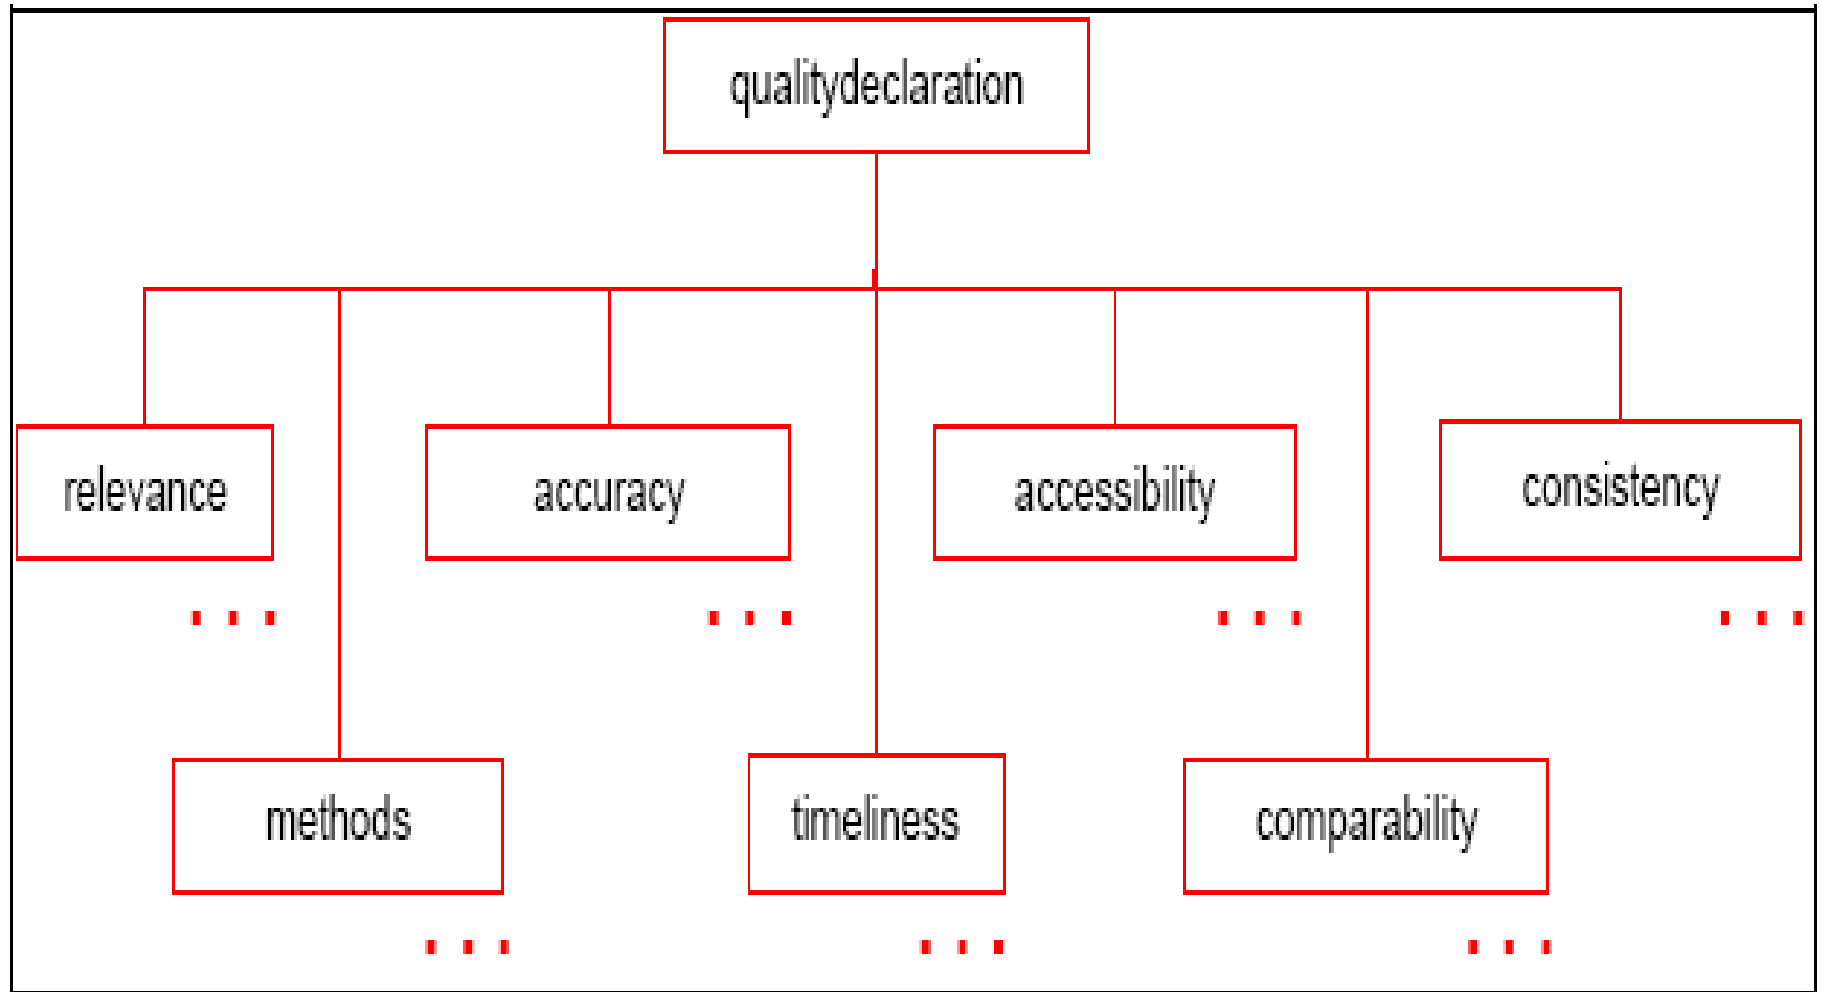 qualitydeclaration
relevance
accuracy
accessibility
consistency
. . .
. . .
. . .
. . .
methods
timeliness
comparability
. . .
. . .
. . .